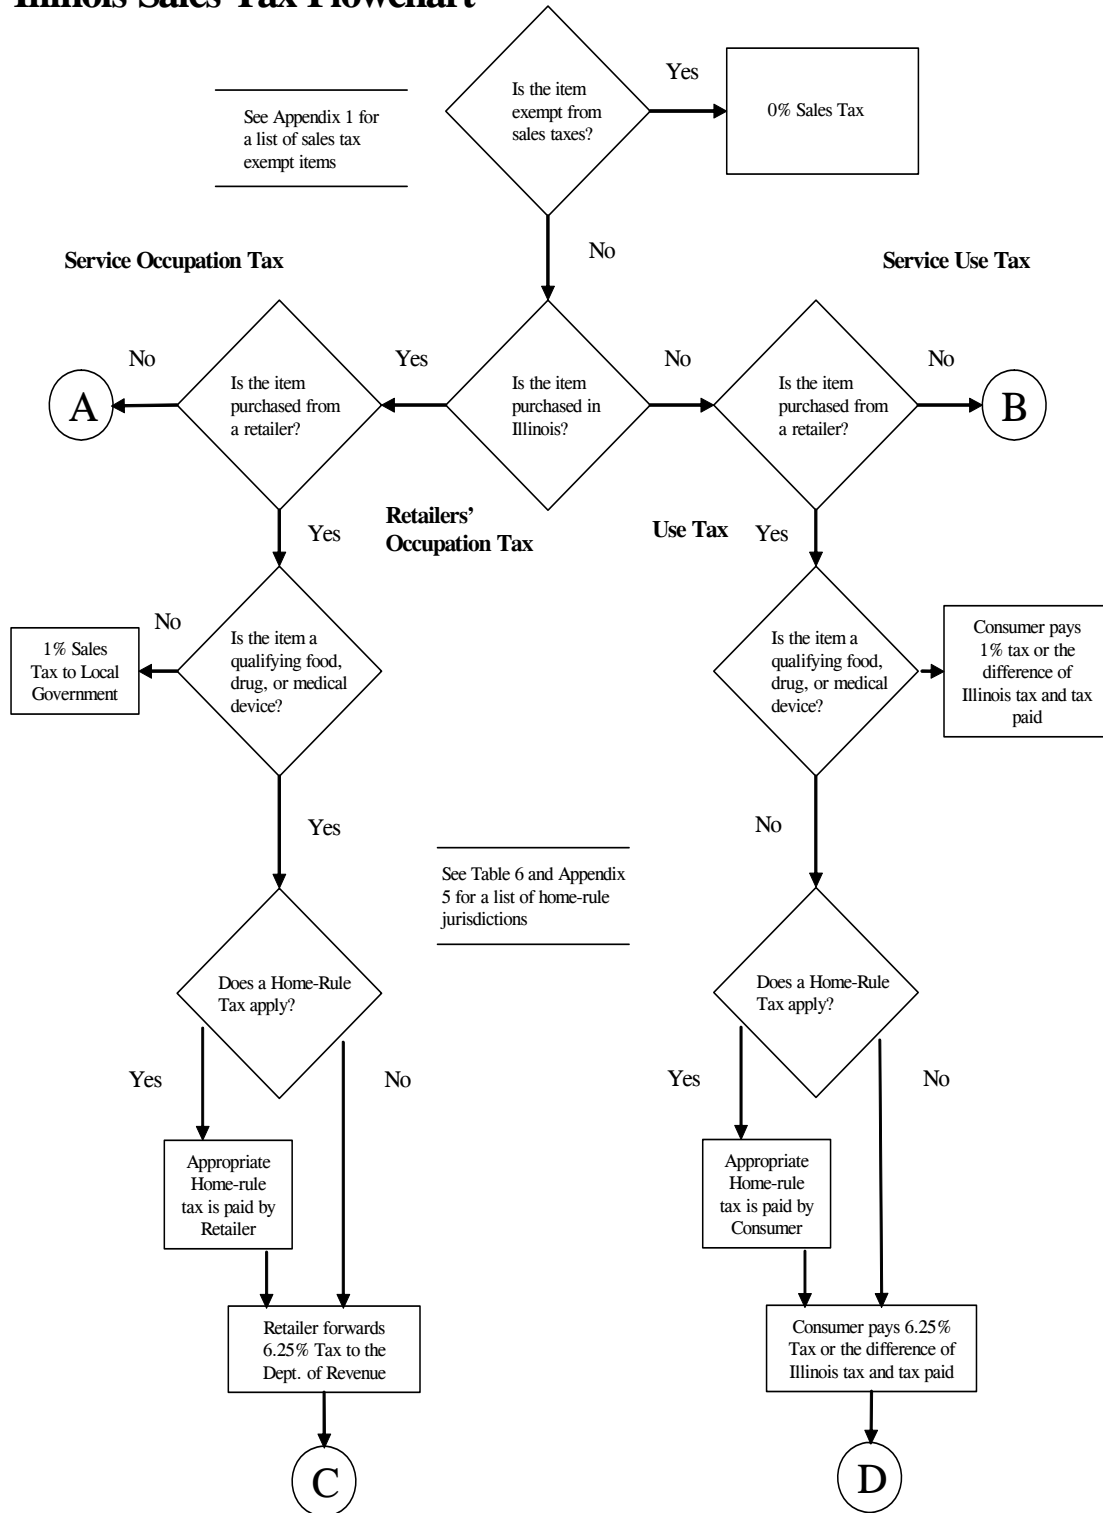 Illinois Sales Tax Flowchart
Is the item
exempt from
sales taxes?
Yes
0% Sales Tax
See Appendix 1 for
a list of sales tax
exempt items
No
Service Occupation Tax
Service Use Tax
No
Yes
No
No
A
Is the item
purchased from
a retailer?
Is the item
purchased in
Illinois?
Is the item
purchased from
a retailer?
B
Yes
Retailers'
Occupation Tax
Use Tax
Yes
No
1% Sales
Tax to Local
Government
Is the item a
qualifying food,
drug, or medical
device?
Is the item a
qualifying food,
drug, or medical
device?
Consumer pays
1% tax or the
difference of
Illinois tax and tax
paid
Yes
No
See Table 6 and Appendix
5 for a list of home-rule
jurisdictions
Does a Home-Rule
Tax apply?
Does a Home-Rule
Tax apply?
Yes
No
Yes
No
Appropriate
Home-rule
tax is paid by
Retailer
Appropriate
Home-rule
tax is paid by
Consumer
Retailer forwards
6.25% Tax to the
Dept. of Revenue
Consumer pays 6.25%
Tax or the difference of
Illinois tax and tax paid
C
D